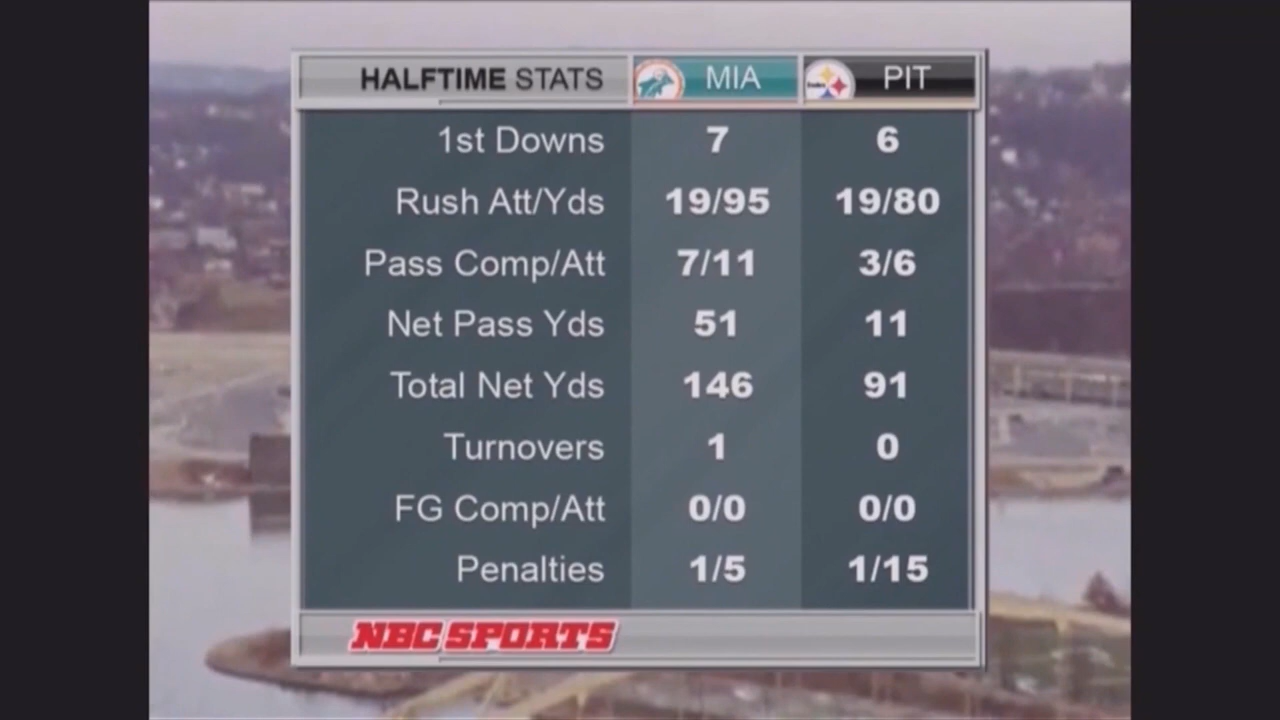 HALFTIME STATS MIA PIT
1st Downs 7 6
Rush Att/Yds 19/95 19/80
Pass Comp/Att 7/11 3/6
Net Pass Yds 51 11
Total Net Yds 146 91
Turnovers 1 0
FG Comp/Att 0/0 0/0
Penalties 1/5 1/15
NBC SPORTS